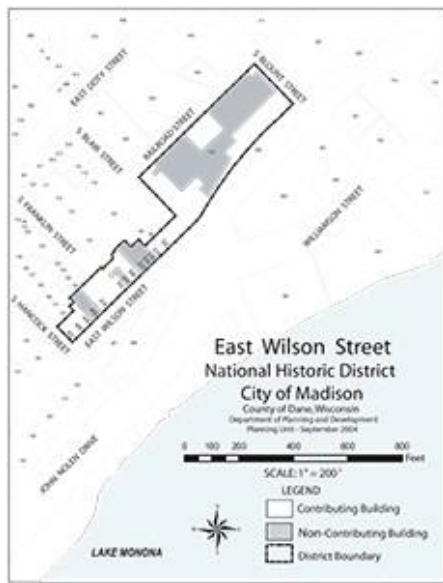 S BLOUNT STREET
EAST DOTY STREET
RAILROAD STREET
S BLAIR STREET
WILLIAMSON STREET
S FRANKLIN STREET
EAST WILSON STREET
S HANCOCK STREET
JOHN NOLEN DRIVE
LAKE MONONA
East Wilson Street
National Historic District
City of Madison
County of Dane, Wisconsin
Department of Planning and Development
Planning Unit - September 2004
0 100 200 400 600 800
Feet
SCALE: 1" = 200'
LEGEND
Contributing Building
Non-Contributing Building
District Boundary